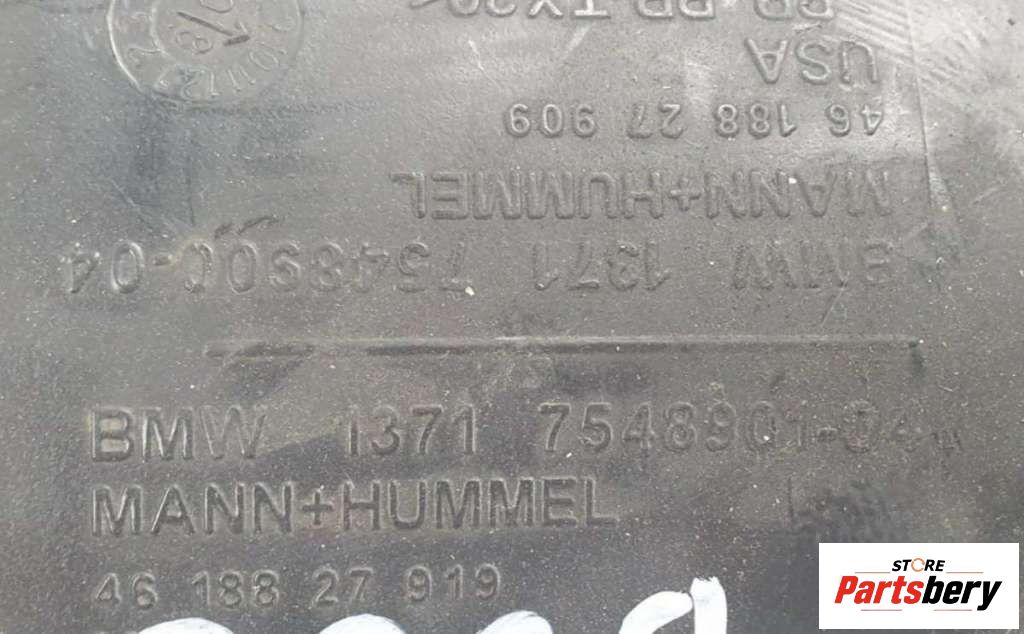 USA
46 188 27 909
MANN+HUMMEL
BMW 1371 7548900-04
BMW 1371 7548901-04
MANN+HUMMEL
46 188 27 919
STORE
Partsbery